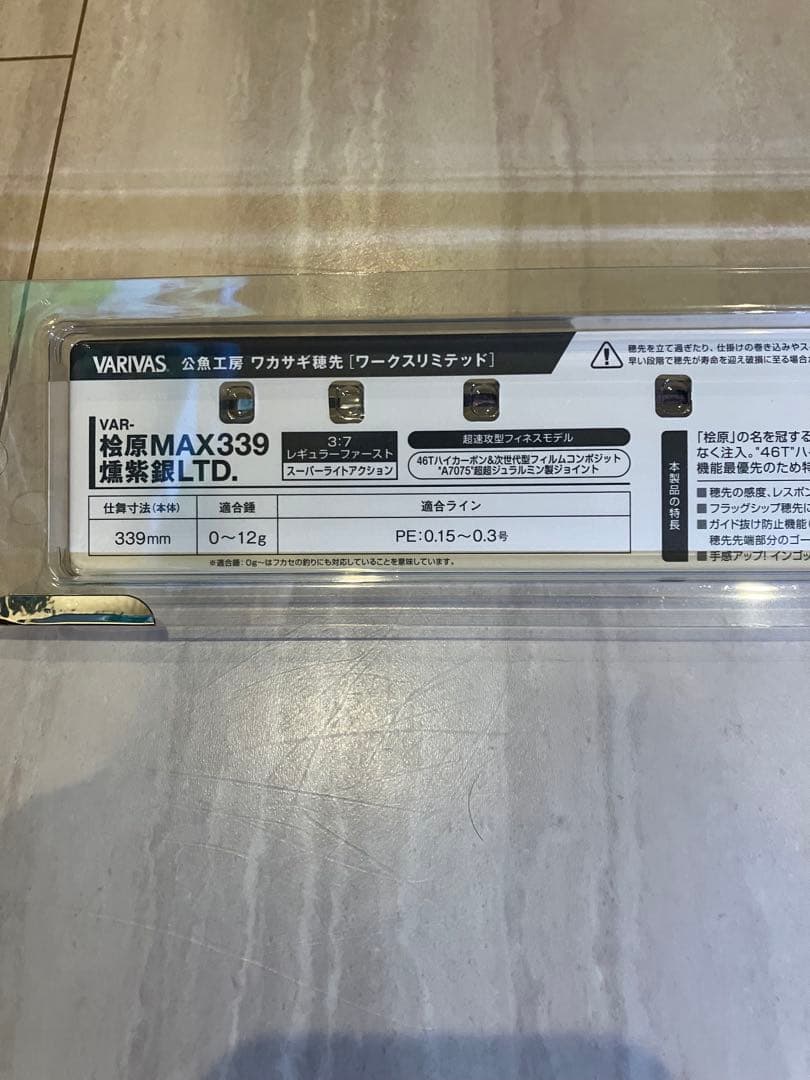 VARIVAS 公魚工房 ワカサギ穂先 [ワークスリミテッド]
穂先を立て過ぎたり、仕掛けの巻き込みやス
早い段階で穂先が寿命を迎え破損に至る場合
VAR-
桧原MAX339
燻紫銀LTD.
3:7
レギュラーファースト
スーパーライトアクション
超速攻型フィネスモデル
46Tハイカーボン&次世代型フィルムコンポジット
"A7075"超超ジュラルミン製ジョイント
仕舞寸法(本体) 適合錘 適合ライン
339mm 0〜12g PE:0.15〜0.3号
※適合錘:0g〜はフカセの釣りにも対応していることを意味しています。
本製品の特長
「桧原」の名を冠する
なく注入。"46T"ハ
機能最優先のため特
■穂先の感度、レスポン
■フラッグシップ穂先に
■ガイド抜け防止機能
穂先先端部分のゴー
■手感アップ!インゴッ